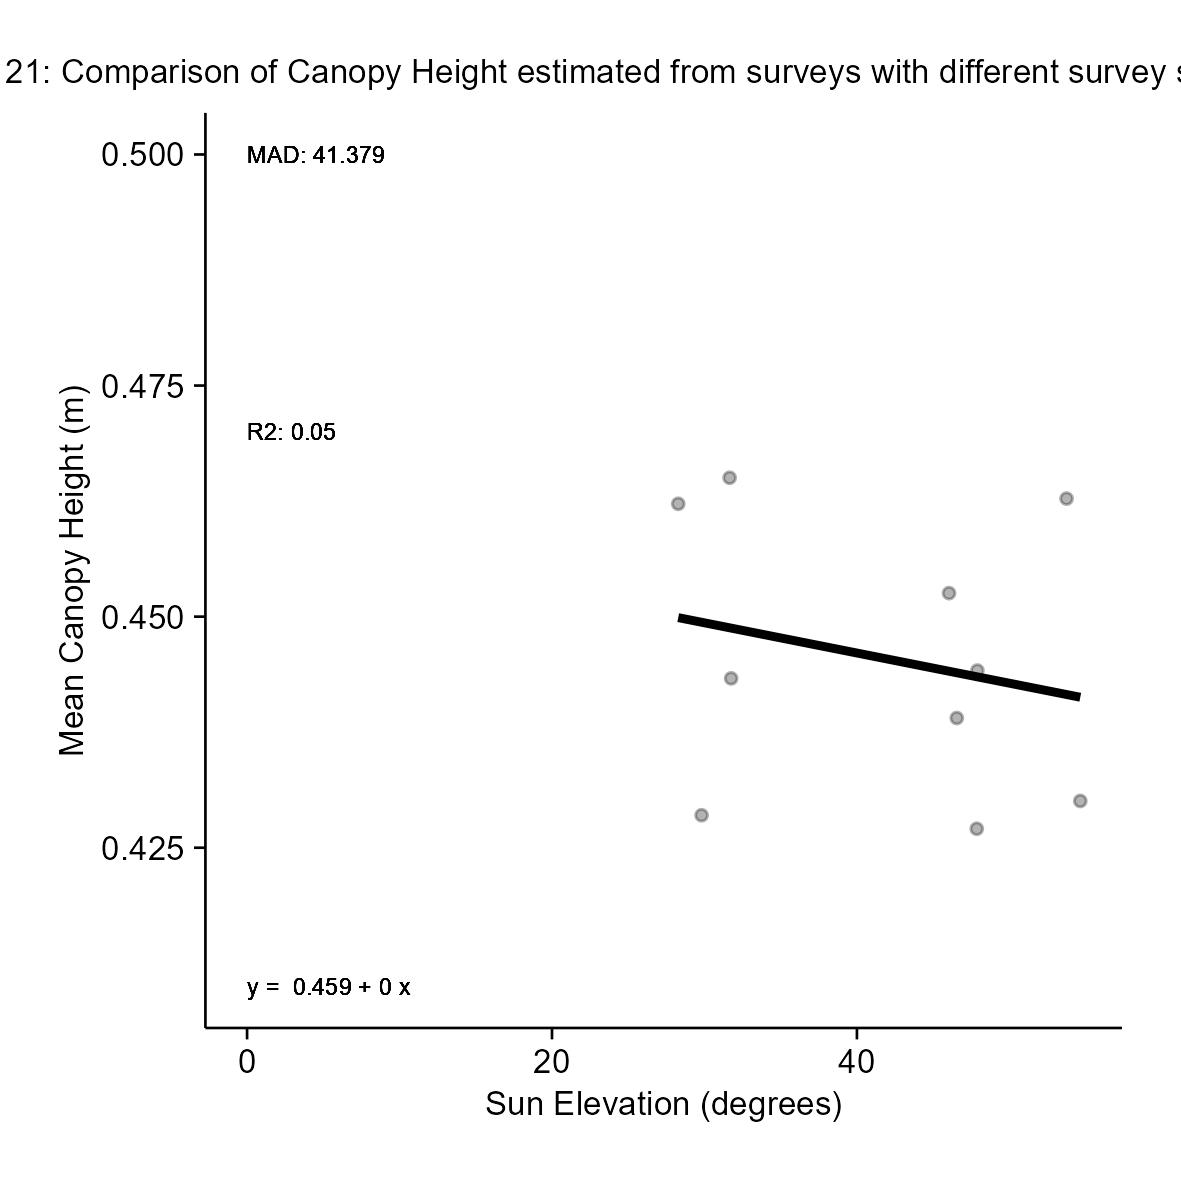 21: Comparison of Canopy Height estimated from surveys with different survey
0.500
MAD: 41.379
0.475
R2: 0.05
0.450
0.425
y =  0.459 + 0 x
Mean Canopy Height (m)
0
20
40
Sun Elevation (degrees)